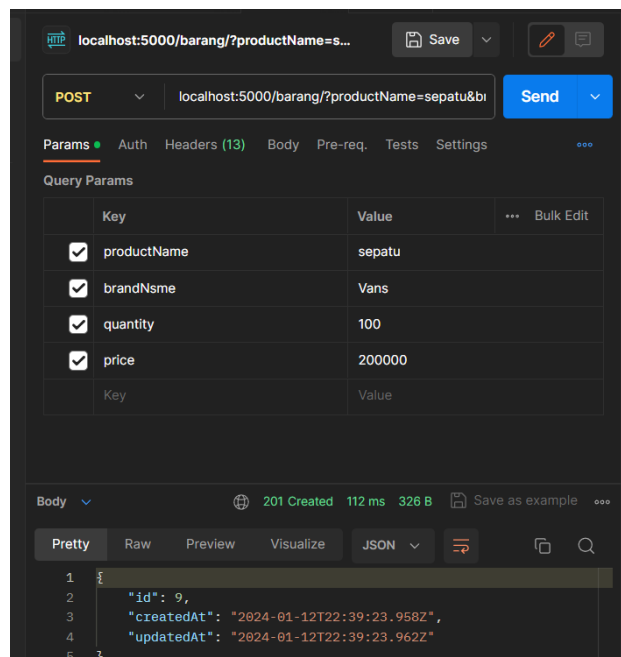 HTTP localhost:5000/barang/?productName=s... Save
POST localhost:5000/barang/?productName=sepatu&bi Send
Params Auth Headers (13) Body Pre-req. Tests Settings
Query Params
Key Value Bulk Edit
productName sepatu
brandNsme Vans
quantity 100
price 200000
Key Value
Body 201 Created 112 ms 326 B Save as example
Pretty Raw Preview Visualize JSON
1 {
2 "id": 9,
3 "createdAt": "2024-01-12T22:39:23.958Z",
4 "updatedAt": "2024-01-12T22:39:23.962Z"
5 }